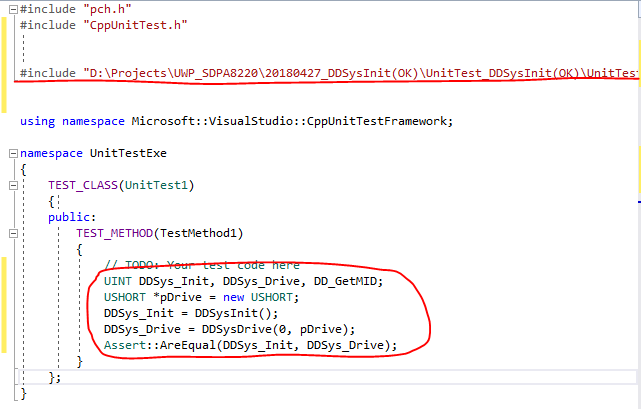 #include "pch.h"
#include "CppUnitTest.h"
#include "D:\Projects\UWP_SDPA8220\20180427_DDSysInit(OK)\UnitTest_DDSysInit(OK)\UnitTes
using namespace Microsoft::VisualStudio::CppUnitTestFramework;
namespace UnitTestExe
{
TEST_CLASS(UnitTest1)
{
public:
TEST_METHOD(TestMethod1)
{
// TODO: Your test code here
UINT DDSys_Init, DDSys_Drive, DD_GetMID;
USHORT *pDrive = new USHORT;
DDSys_Init = DDSysInit();
DDSys_Drive = DDSysDrive(0, pDrive);
Assert::AreEqual(DDSys_Init, DDSys_Drive);
}
};
}